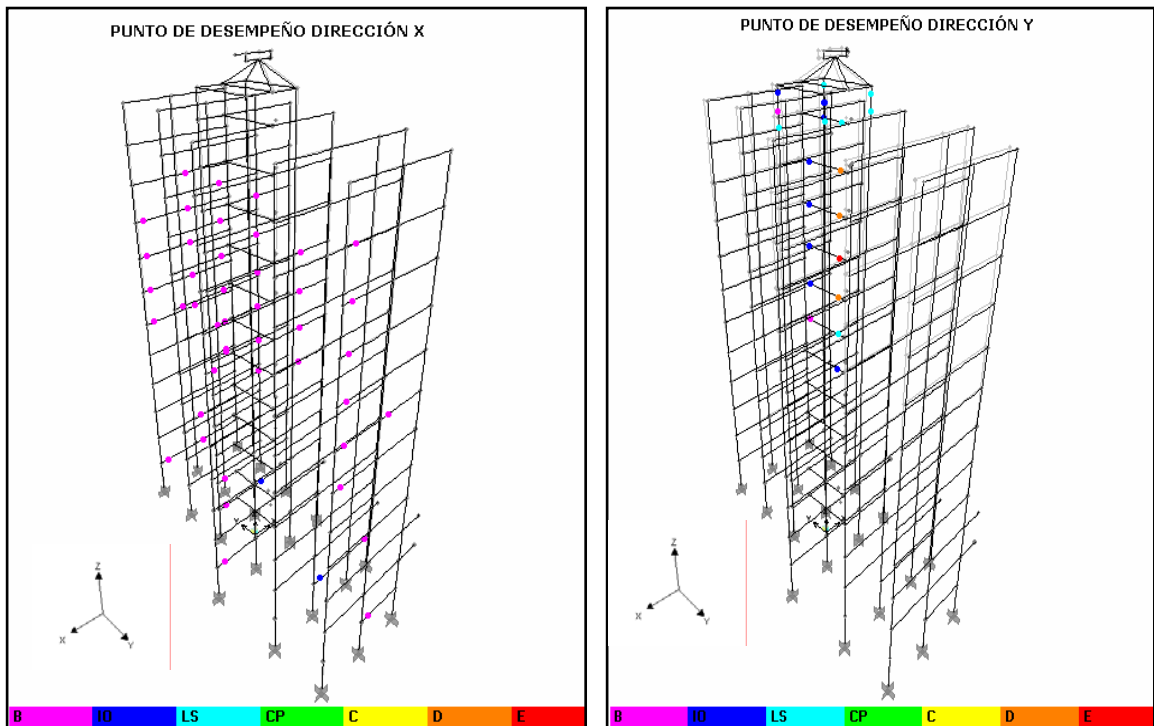 PUNTO DE DESEMPEÑO DIRECCIÓN X
Z
X
Y
B IO LS CP C D E
PUNTO DE DESEMPEÑO DIRECCIÓN Y
Z
X
Y
B IO LS CP C D E